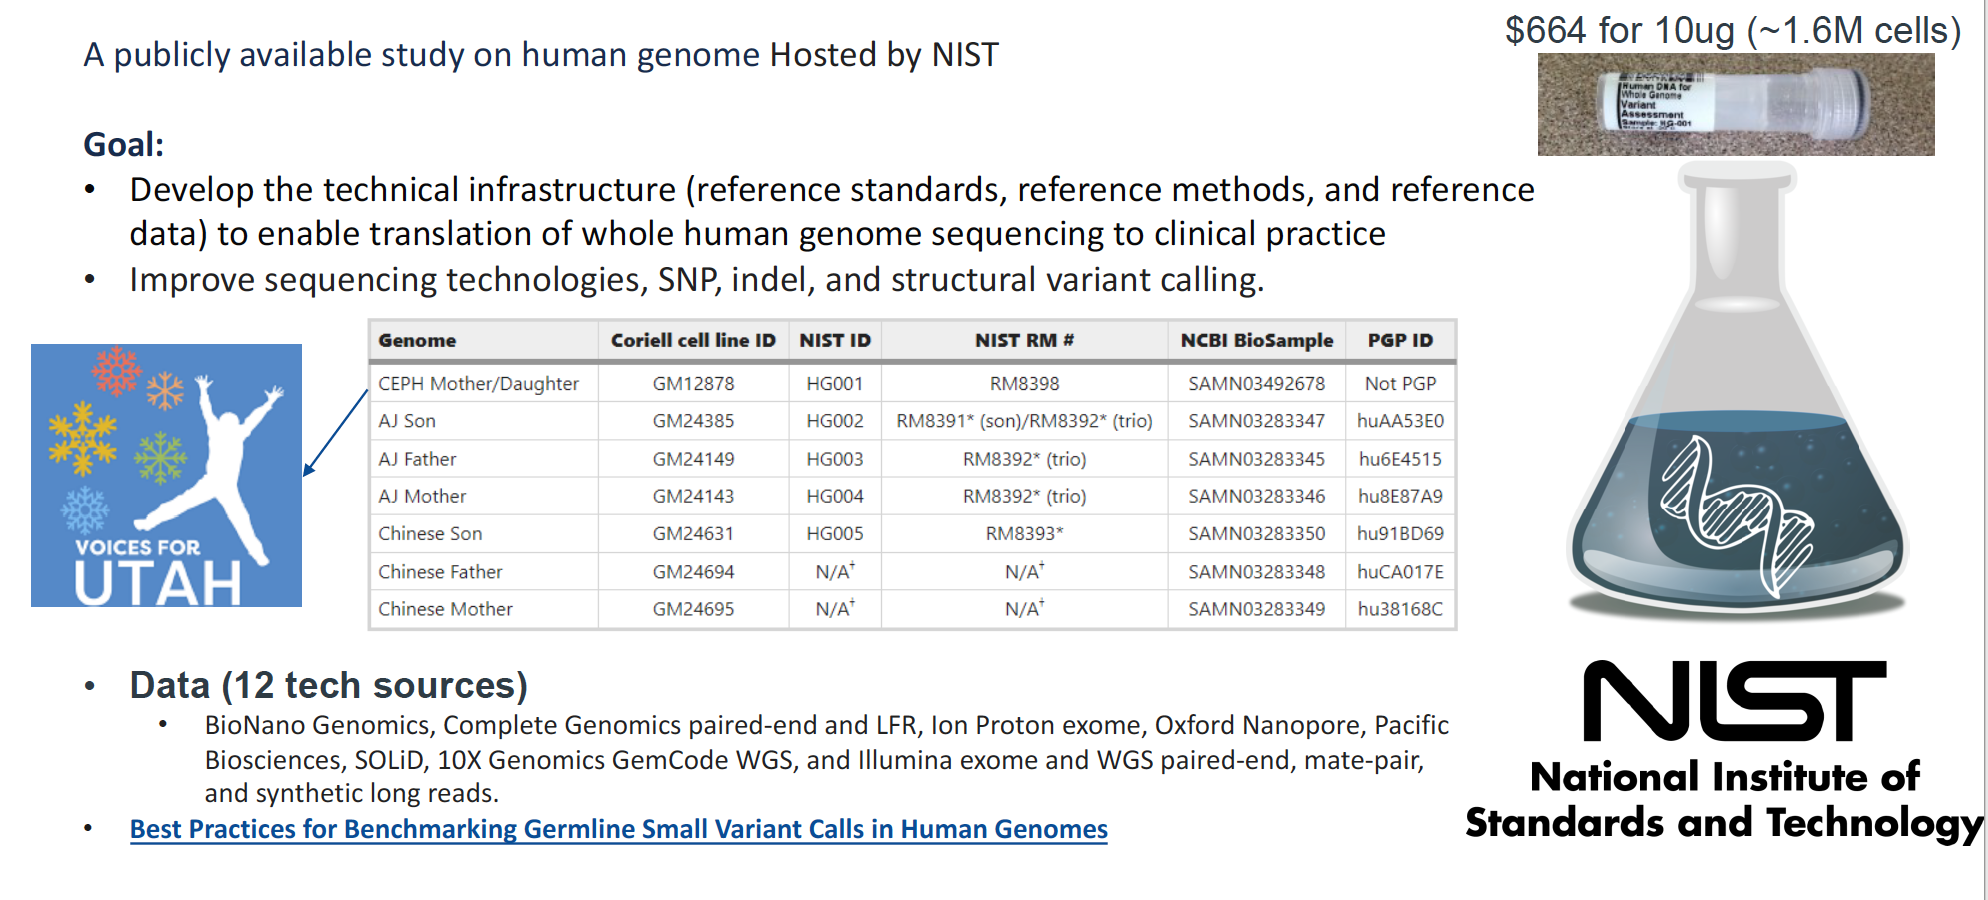 A publicly available study on human genome Hosted by NIST
$664 for 10ug (~1.6M cells)
Human DNA for
Whole Genome
Variant
Assessment
Sample: HG-001
Goal:
• Develop the technical infrastructure (reference standards, reference methods, and reference
data) to enable translation of whole human genome sequencing to clinical practice
• Improve sequencing technologies, SNP, indel, and structural variant calling.
Genome Coriell cell line ID NIST ID NIST RM # NCBI BioSample PGP ID
CEPH Mother/Daughter GM12878 HG001 RM8398 SAMN03492678 Not PGP
AJ Son GM24385 HG002 RM8391* (son)/RM8392* (trio) SAMN03283347 huAA53E0
AJ Father GM24149 HG003 RM8392* (trio) SAMN03283345 hu6E4515
AJ Mother GM24143 HG004 RM8392* (trio) SAMN03283346 hu8E87A9
Chinese Son GM24631 HG005 RM8393* SAMN03283350 hu91BD69
Chinese Father GM24694 N/A† N/A† SAMN03283348 huCA017E
Chinese Mother GM24695 N/A† N/A† SAMN03283349 hu38168C
VOICES FOR
UTAH
• Data (12 tech sources)
• BioNano Genomics, Complete Genomics paired-end and LFR, Ion Proton exome, Oxford Nanopore, Pacific
Biosciences, SOLiD, 10X Genomics GemCode WGS, and Illumina exome and WGS paired-end, mate-pair,
and synthetic long reads.
• Best Practices for Benchmarking Germline Small Variant Calls in Human Genomes
NIST
National Institute of
Standards and Technology